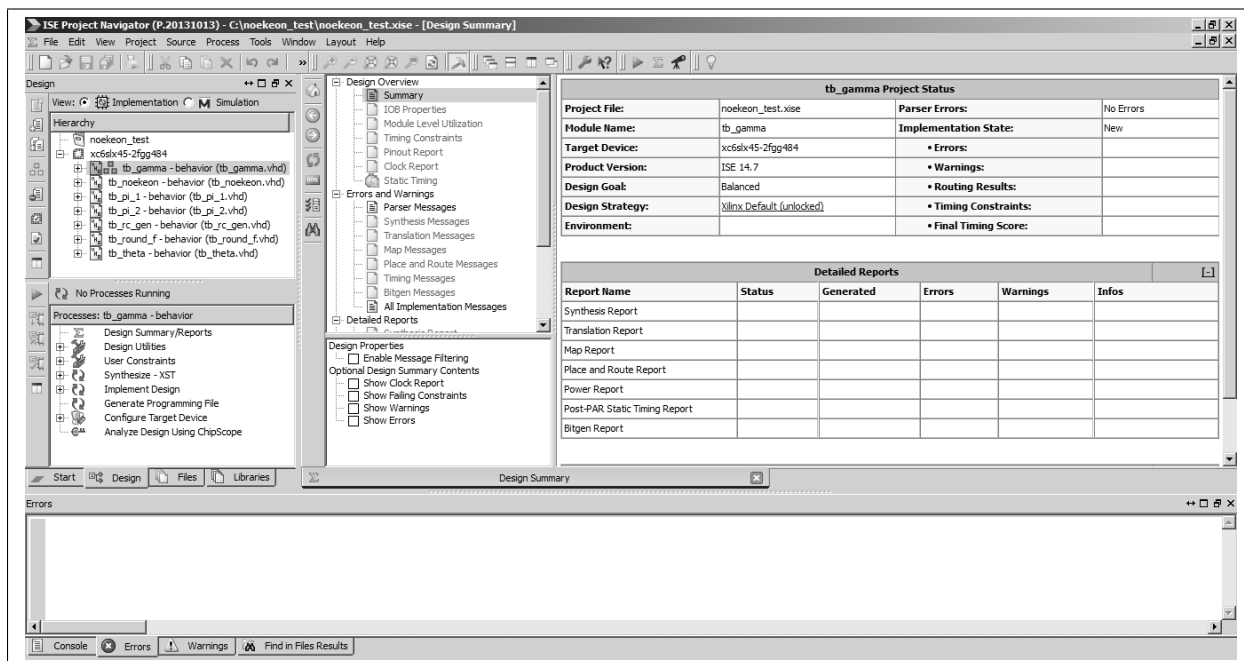 ISE Project Navigator (P.20131013) - C:\noekeon_test\noekeon_test.xise - [Design Summary]
File Edit View Project Source Process Tools Window Layout Help
Design
View: Implementation Simulation
Hierarchy
noekeon_test
xc6slx45-2fgg484
tb_gamma - behavior (tb_gamma.vhd)
tb_noekeon - behavior (tb_noekeon.vhd)
tb_pi_1 - behavior (tb_pi_1.vhd)
tb_pi_2 - behavior (tb_pi_2.vhd)
tb_rc_gen - behavior (tb_rc_gen.vhd)
tb_round_f - behavior (tb_round_f.vhd)
tb_theta - behavior (tb_theta.vhd)
No Processes Running
Processes: tb_gamma - behavior
Design Summary/Reports
Design Utilities
User Constraints
Synthesize - XST
Implement Design
Generate Programming File
Configure Target Device
Analyze Design Using ChipScope
Start Design Files Libraries
Design Overview
Summary
IOB Properties
Module Level Utilization
Timing Constraints
Pinout Report
Clock Report
Static Timing
Errors and Warnings
Parser Messages
Synthesis Messages
Translation Messages
Map Messages
Place and Route Messages
Timing Messages
Bitgen Messages
All Implementation Messages
Detailed Reports
Synthesis Report
Design Properties
Enable Message Filtering
Optional Design Summary Contents
Show Clock Report
Show Failing Constraints
Show Warnings
Show Errors
tb_gamma Project Status
Project File: noekeon_test.xise Parser Errors: No Errors
Module Name: tb_gamma Implementation State: New
Target Device: xc6slx45-2fgg484 • Errors:
Product Version: ISE 14.7 • Warnings:
Design Goal: Balanced • Routing Results:
Design Strategy: Xilinx Default (unlocked) • Timing Constraints:
Environment: • Final Timing Score:
Detailed Reports [-]
Report Name Status Generated Errors Warnings Infos
Synthesis Report
Translation Report
Map Report
Place and Route Report
Power Report
Post-PAR Static Timing Report
Bitgen Report
Design Summary
Errors
Console Errors Warnings Find in Files Results